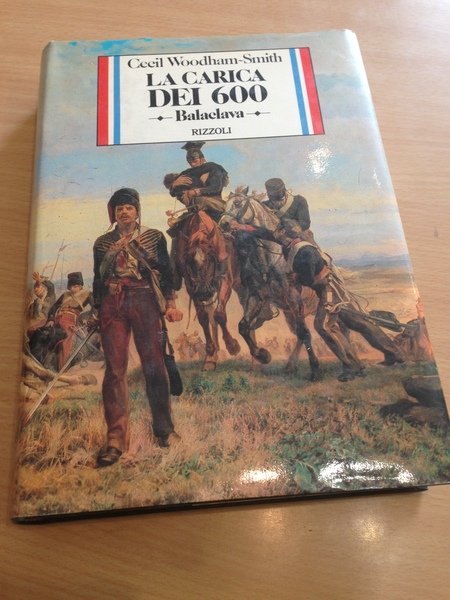 Cecil Woodham-Smith
LA CARICA
DEI 600
Balaclava
RIZZOLI